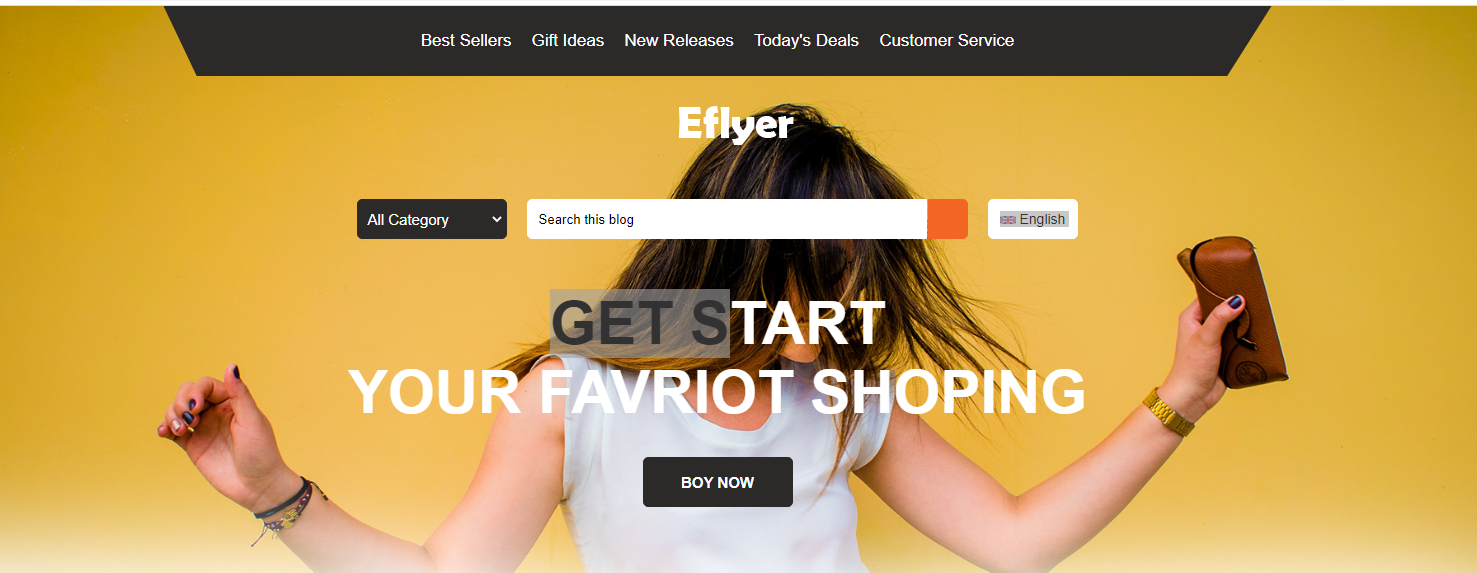 Best Sellers Gift Ideas New Releases Today's Deals Customer Service
Eflyer
All Category Search this blog English
GET START
YOUR FAVRIOT SHOPING
BOY NOW